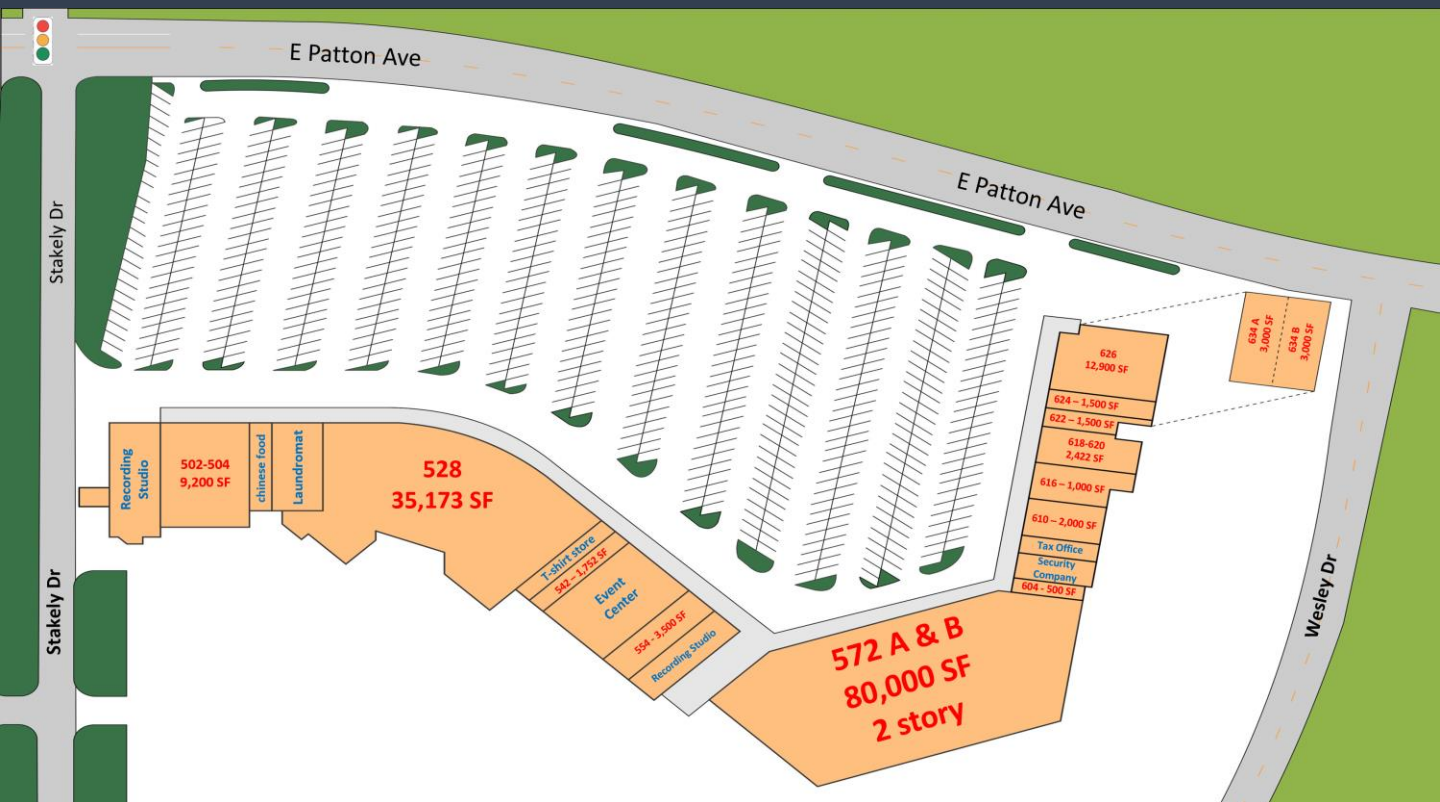 E Patton Ave
E Patton Ave
Stakely Dr
Stakely Dr
Wesley Dr
Recording
Studio
502-504
9,200 SF
chinese food
Laundromat
528
35,173 SF
T-shirt store
542 – 1,752 SF
Event
Center
554 - 3,500 SF
Recording Studio
572 A & B
80,000 SF
2 story
626
12,900 SF
624 – 1,500 SF
622 – 1,500 SF
618-620
2,422 SF
616 – 1,000 SF
610 – 2,000 SF
Tax Office
Security
Company
604 - 500 SF
634 A
3,000 SF
634 B
3,000 SF